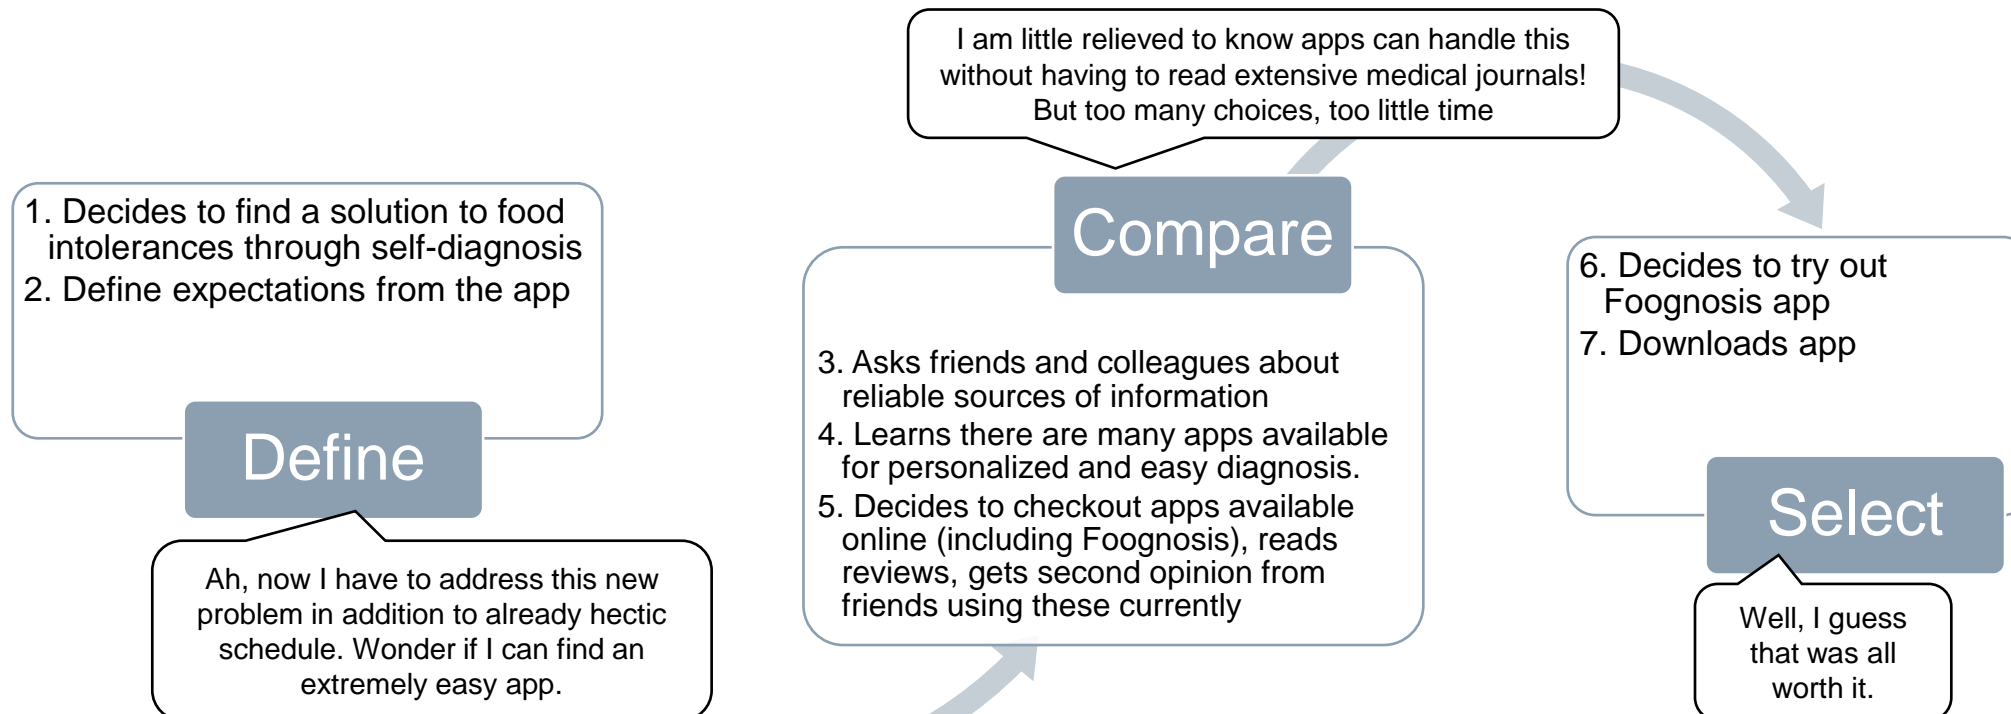 1. Decides to find a solution to food
intolerances through self-diagnosis
2. Define expectations from the app
Define
Ah, now I have to address this new
problem in addition to already hectic
schedule. Wonder if I can find an
extremely easy app.
I am little relieved to know apps can handle this
without having to read extensive medical journals!
But too many choices, too little time
Compare
3. Asks friends and colleagues about
reliable sources of information
4. Learns there are many apps available
for personalized and easy diagnosis.
5. Decides to checkout apps available
online (including Foognosis), reads
reviews, gets second opinion from
friends using these currently
6. Decides to try out
Foognosis app
7. Downloads app
Select
Well, I guess
that was all
worth it.